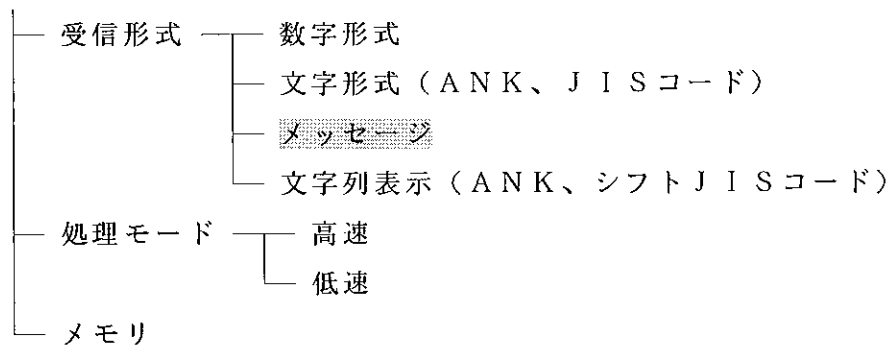 受信形式 数字形式
文字形式（ANK、JISコード）
メッセージ
文字列表示（ANK、シフトJISコード）
処理モード 高速
低速
メモリ